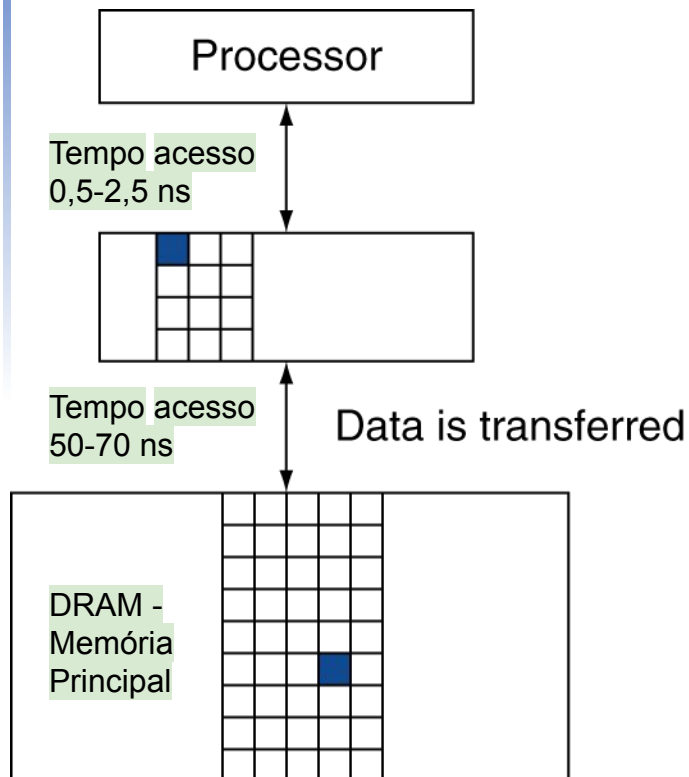 Processor
Tempo acesso
0,5-2,5 ns
Tempo acesso
50-70 ns
Data is transferred
DRAM -
Memória
Principal